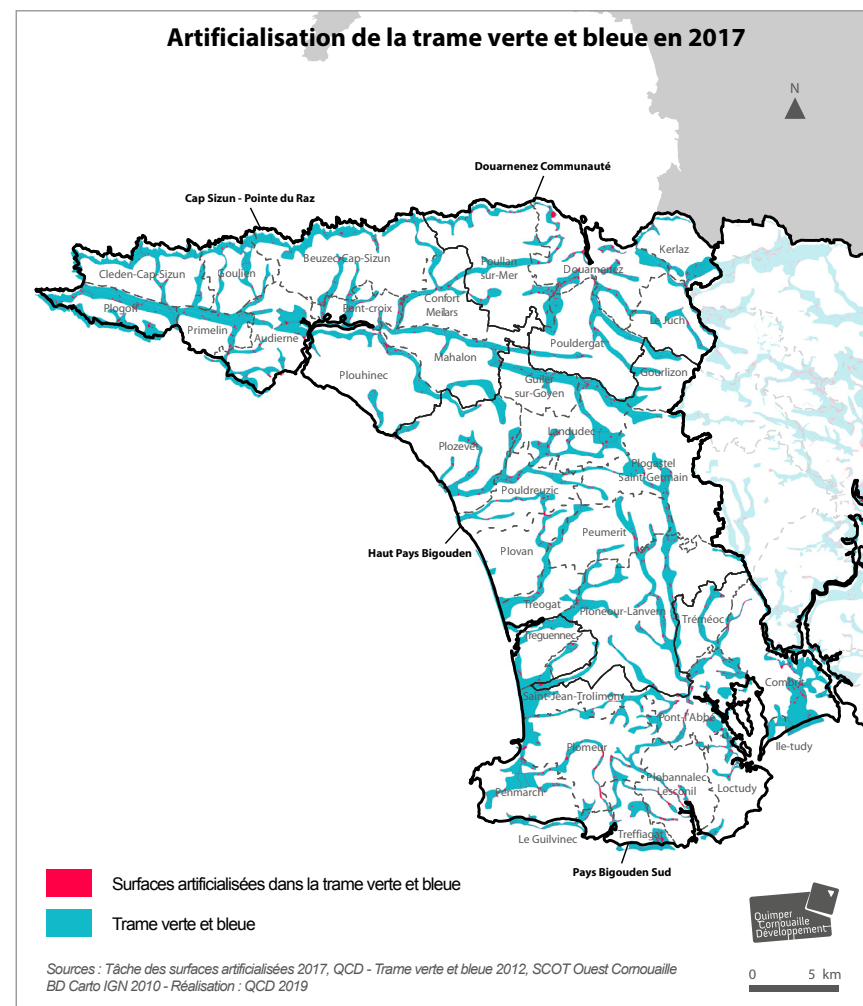 Artificialisation de la trame verte et bleue en 2017
N
Douarnenez Communauté
Cap Sizun - Pointe du Raz
Kerlaz
Beuzec-Cap-Sizun
Poullan
sur-Mer
Douarnenez
Cleden-Cap-Sizun
Goulien
Confort
Meilars
Plogoff
Pont-croix
Le Juch
Primelin
Audierne
Pouldergat
Mahalon
Plouhinec
Gourlizon
Guiler
sur-Goyen
Landudec
Plozevet
Plogastel
Saint-Germain
Pouldreuzic
Peumerit
Haut Pays Bigouden
Plovan
Tréogat
Ploneour-Lanvern
Tréméoc
Treguennec
Combrit
Saint-Jean-Trolimon
Pont-l'Abbé
Ile-tudy
Plomeur
Plobannalec
Lesconil
Loctudy
Penmarch
Le Guilvinec
Treffiagat
Pays Bigouden Sud
Surfaces artificialisées dans la trame verte et bleue
Trame verte et bleue
Quimper
Cornouaille
Développement
Sources : Tâche des surfaces artificialisées 2017, QCD - Trame verte et bleue 2012, SCOT Ouest Cornouaille
BD Carto IGN 2010 - Réalisation : QCD 2019
0 5 km